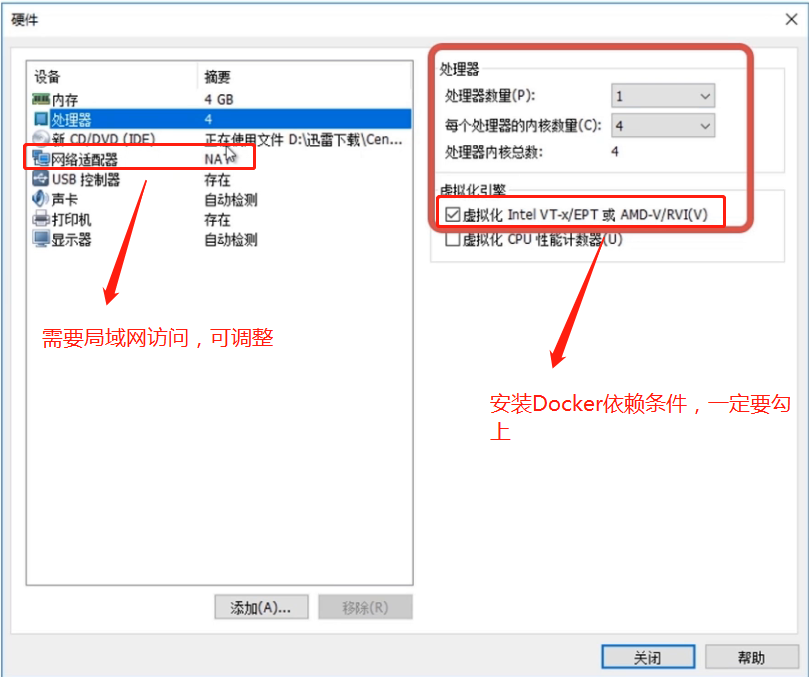 硬件
设备 摘要
内存 4 GB
处理器 4
新 CD/DVD (IDE) 正在使用文件 D:\迅雷下载\Cen...
网络适配器 NAT
USB 控制器 存在
声卡 自动检测
打印机 存在
显示器 自动检测
添加(A)...
移除(R)
处理器
处理器数量(P): 1
每个处理器的内核数量(C): 4
处理器内核总数: 4
虚拟化引擎
虚拟化 Intel VT-x/EPT 或 AMD-V/RVI(V)
虚拟化 CPU 性能计数器(U)
需要局域网访问，可调整
安装Docker依赖条件，一定要勾
上
关闭
帮助